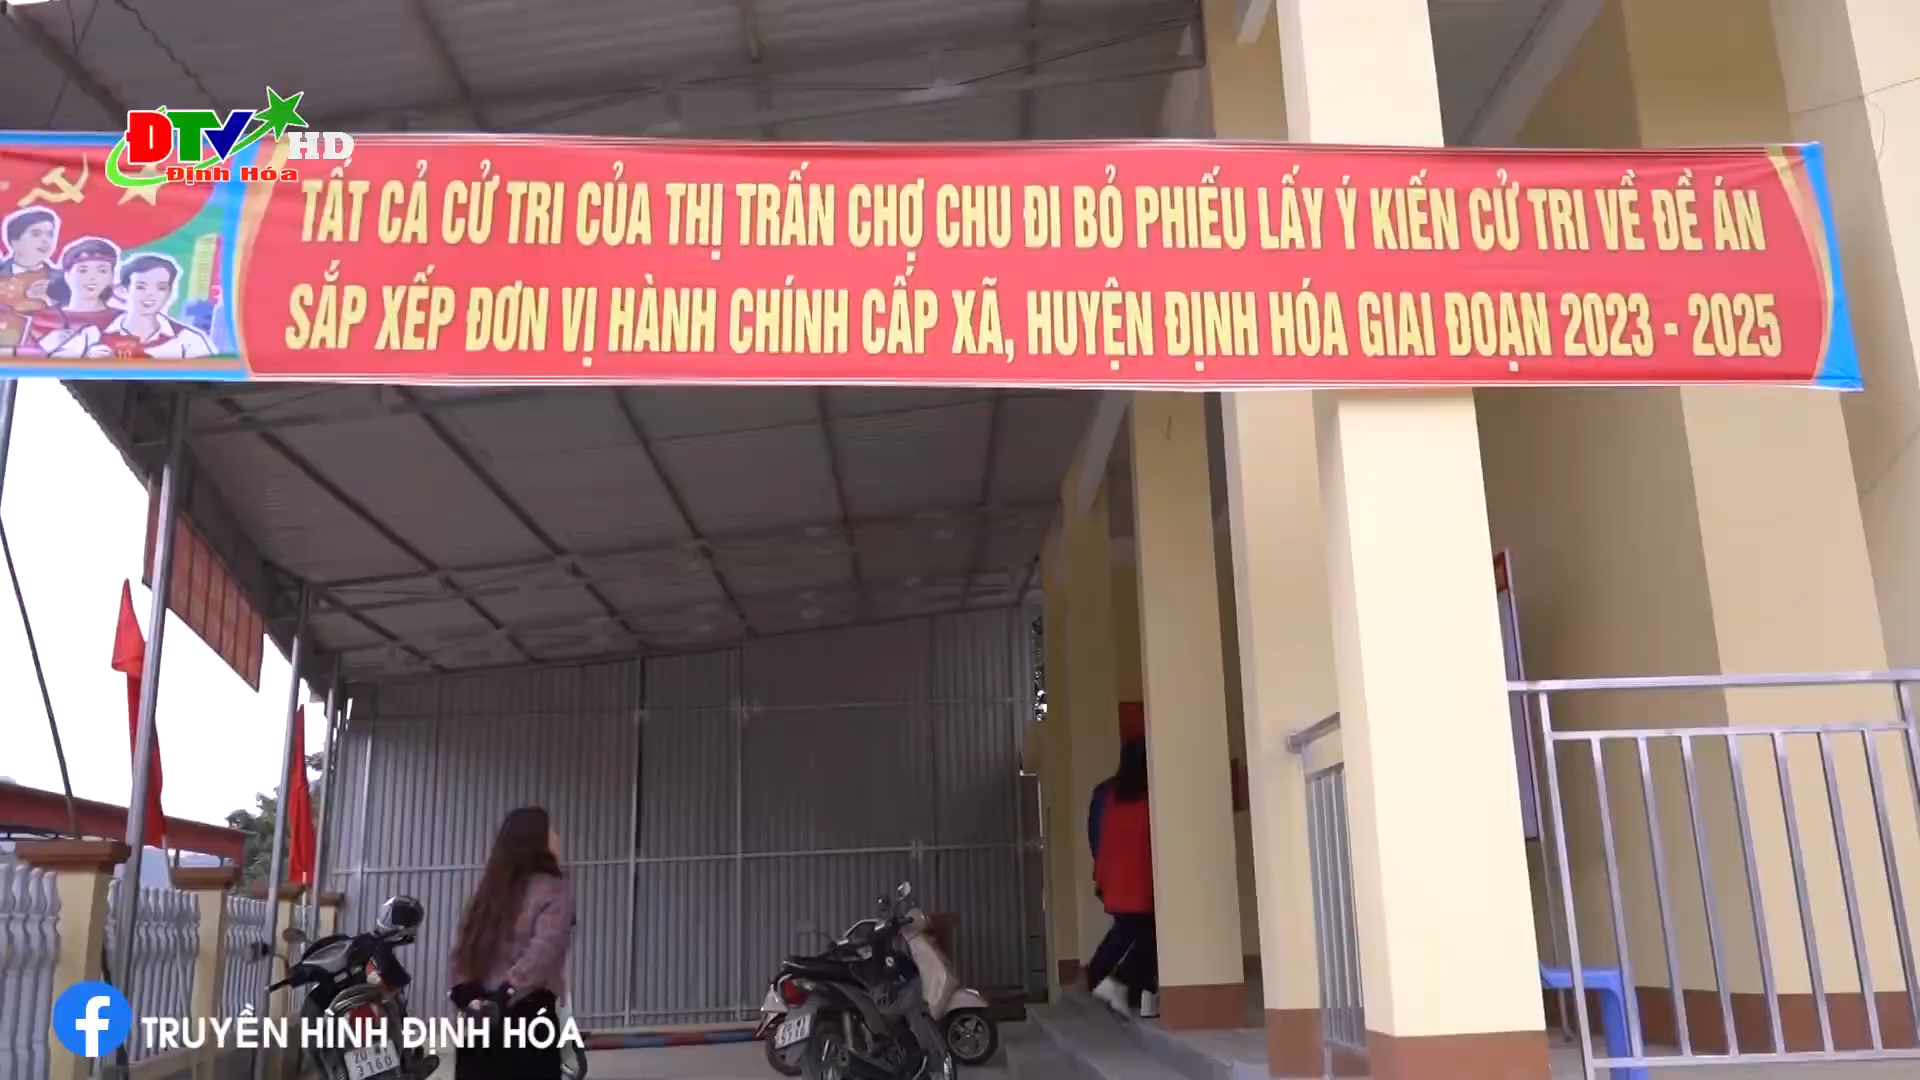 ĐTV HD
Định Hóa
TẤT CẢ CỬ TRI CỦA THỊ TRẤN CHỢ CHU ĐI BỎ PHIẾU LẤY Ý KIẾN CỬ TRI VỀ ĐỀ ÁN
SẮP XẾP ĐƠN VỊ HÀNH CHÍNH CẤP XÃ, HUYỆN ĐỊNH HÓA GIAI ĐOẠN 2023 - 2025
TRUYỀN HÌNH ĐỊNH HÓA